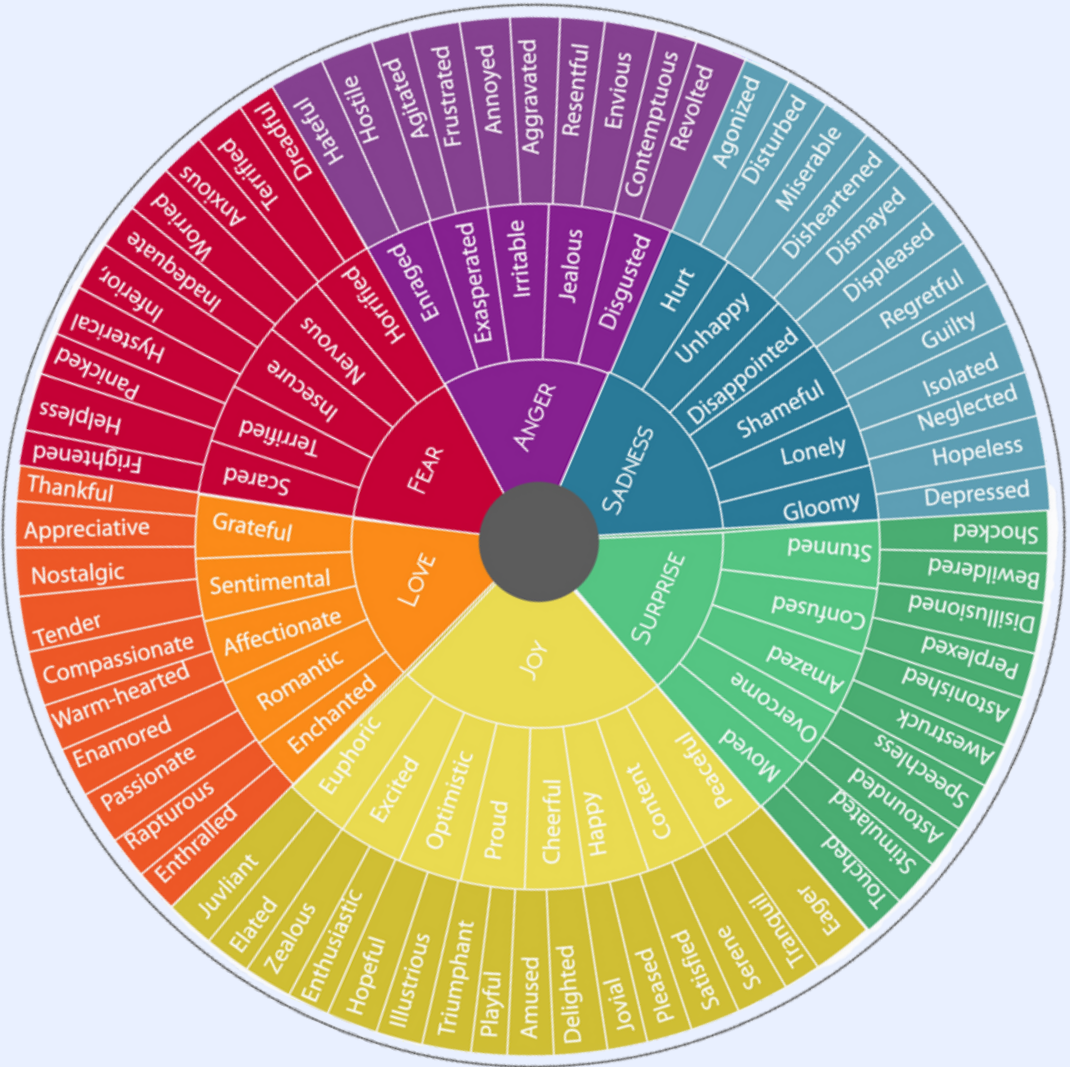 ANGER
Enraged
Exasperated
Irritable
Jealous
Disgusted
Hateful
Hostile
Agitated
Frustrated
Annoyed
Aggravated
Resentful
Envious
Contemptuous
Revolted
SADNESS
Hurt
Unhappy
Disappointed
Shameful
Lonely
Gloomy
Agonized
Disturbed
Miserable
Disheartened
Dismayed
Displeased
Regretful
Guilty
Isolated
Neglected
Hopeless
Depressed
SURPRISE
Stunned
Confused
Amazed
Overcome
Moved
Shocked
Bewildered
Disillusioned
Perplexed
Astonished
Awestruck
Speechless
Astounded
Stimulated
Touched
JOY
Peaceful
Content
Happy
Cheerful
Proud
Optimistic
Excited
Euphoric
Eager
Tranquil
Serene
Satisfied
Pleased
Jovial
Delighted
Amused
Playful
Triumphant
Illustrious
Hopeful
Enthusiastic
Zealous
Elated
Juvliant
LOVE
Enchanted
Romantic
Affectionate
Sentimental
Grateful
Enthralled
Rapturous
Passionate
Enamored
Warm-hearted
Compassionate
Tender
Nostalgic
Appreciative
Thankful
FEAR
Scared
Terrified
Insecure
Nervous
Horrified
Frightened
Helpless
Panicked
Hysterical
Inferior,
Inadequate
Worried
Anxious
Terrified
Dreadful